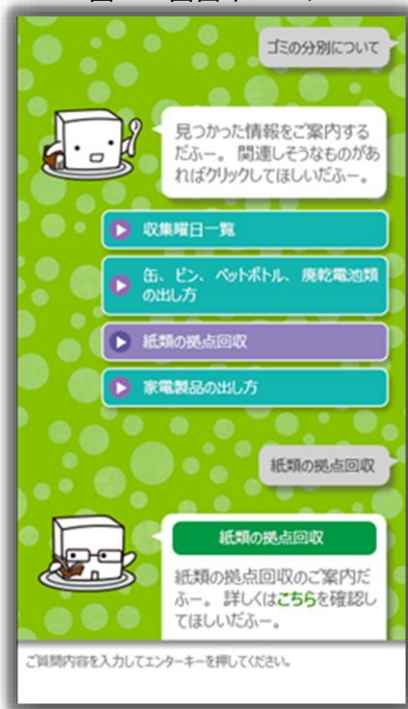 ゴミの分別について
見つかった情報をご案内する
だふー。 関連しそうなものがあ
ればクリックしてほしいだふー。
収集曜日一覧
缶、ビン、ペットボトル、廃乾電池類
の出し方
紙類の拠点回収
家電製品の出し方
紙類の拠点回収
紙類の拠点回収
紙類の拠点回収のご案内だ
ふー。 詳しくはこちらを確認し
てほしいだふー。
ご質問内容を入力してエンターキーを押してください。